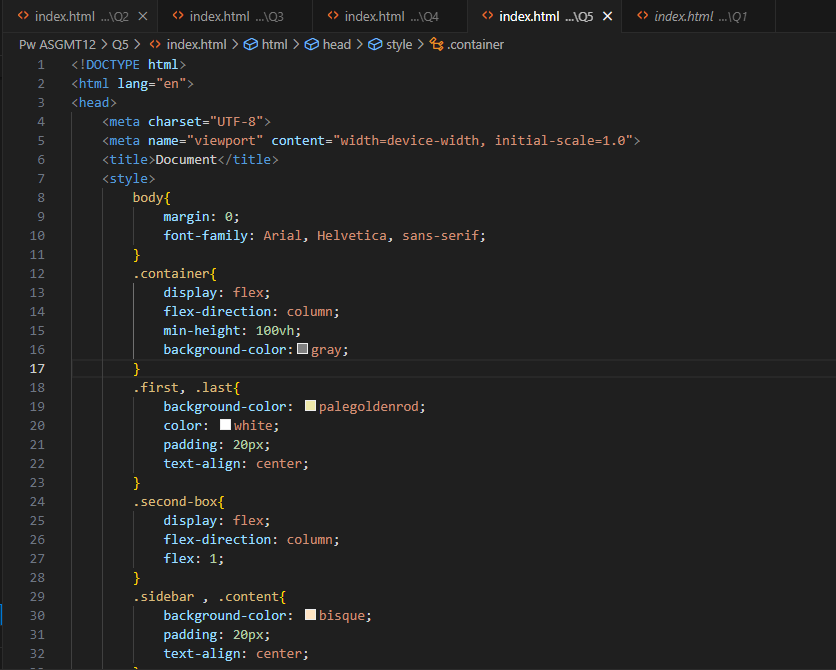 index.html ...\Q2
index.html ...\Q3
index.html ...\Q4
index.html ...\Q5
index.html ...\Q1
Pw ASGMT12 > Q5 > index.html > html > head > style > .container
1 <!DOCTYPE html>
2 <html lang="en">
3 <head>
4 <meta charset="UTF-8">
5 <meta name="viewport" content="width=device-width, initial-scale=1.0">
6 <title>Document</title>
7 <style>
8 body{
9 margin: 0;
10 font-family: Arial, Helvetica, sans-serif;
11 }
12 .container{
13 display: flex;
14 flex-direction: column;
15 min-height: 100vh;
16 background-color: gray;
17 }
18 .first, .last{
19 background-color: palegoldenrod;
20 color: white;
21 padding: 20px;
22 text-align: center;
23 }
24 .second-box{
25 display: flex;
26 flex-direction: column;
27 flex: 1;
28 }
29 .sidebar , .content{
30 background-color: bisque;
31 padding: 20px;
32 text-align: center;